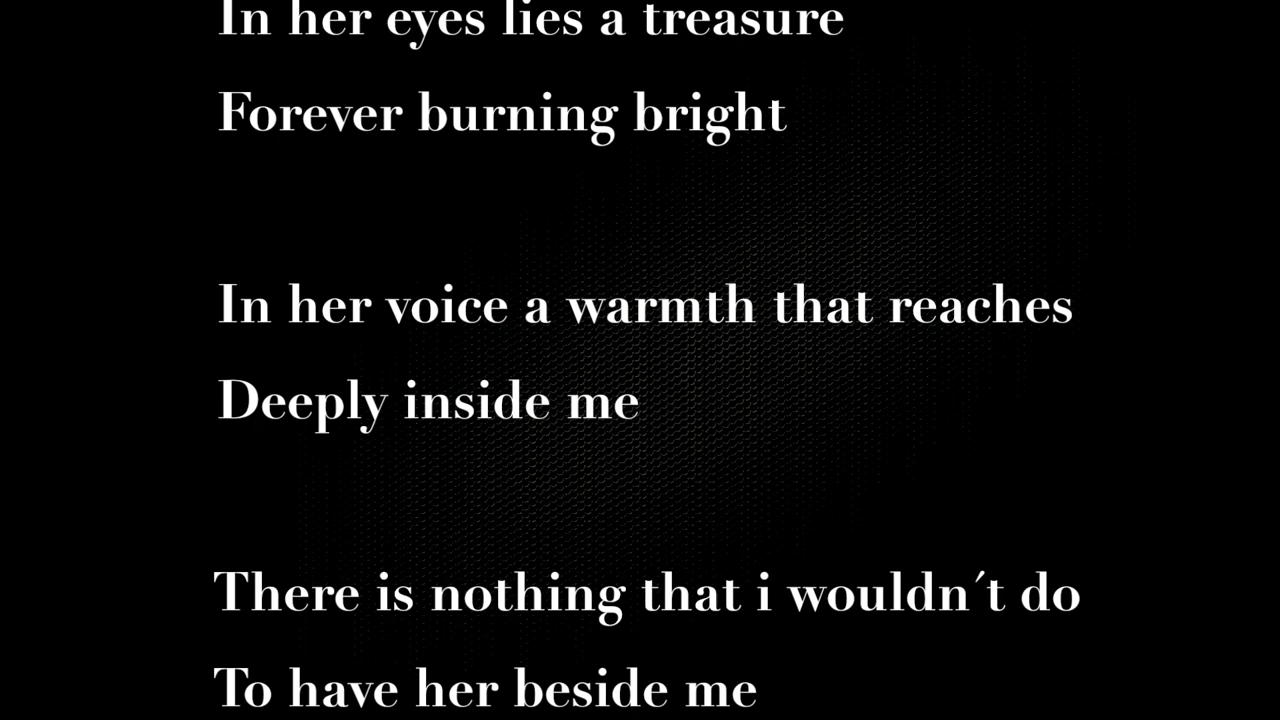 In her eyes lies a treasure
Forever burning bright
In her voice a warmth that reaches
Deeply inside me
There is nothing that i wouldn´t do
To have her beside me